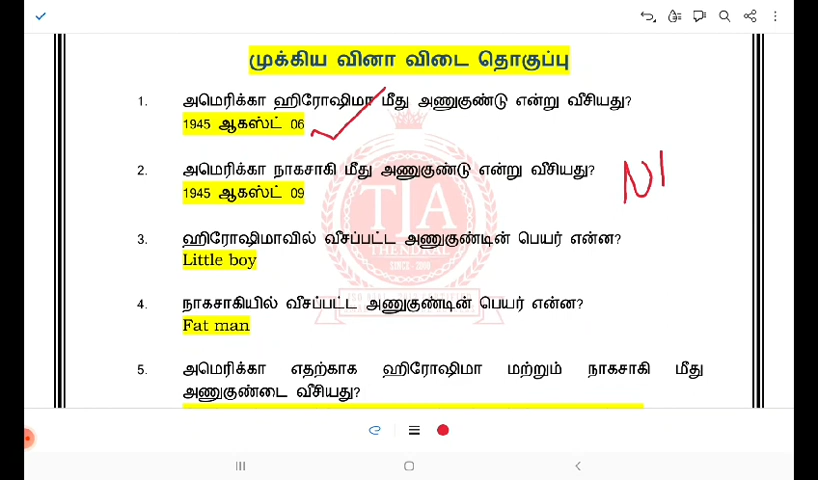 முக்கிய வினா விடை தொகுப்பு
1. அமெரிக்கா ஹிரோஷிமா மீது அணுகுண்டு என்று வீசியது?
1945 ஆகஸ்ட் 06
2. அமெரிக்கா நாகசாகி மீது அணுகுண்டு என்று வீசியது?
1945 ஆகஸ்ட் 09
3. ஹிரோஷிமாவில் வீசப்பட்ட அணுகுண்டின் பெயர் என்ன?
Little boy
4. நாகசாகியில் வீசப்பட்ட அணுகுண்டின் பெயர் என்ன?
Fat man
5. அமெரிக்கா எதற்காக ஹிரோஷிமா மற்றும் நாகசாகி மீது
அணுகுண்டை வீசியது?
TJA
THENDRAL